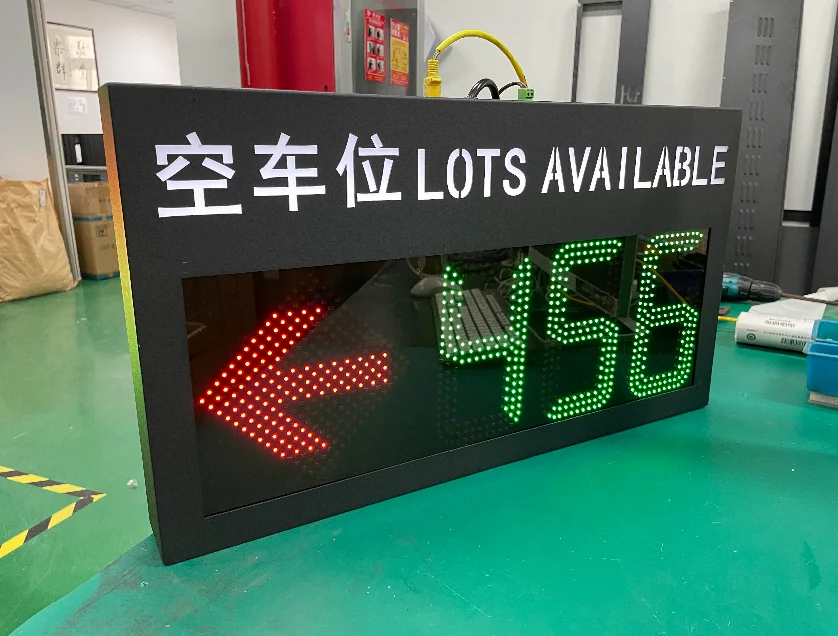 空车位 LOTS AVAILABLE
456